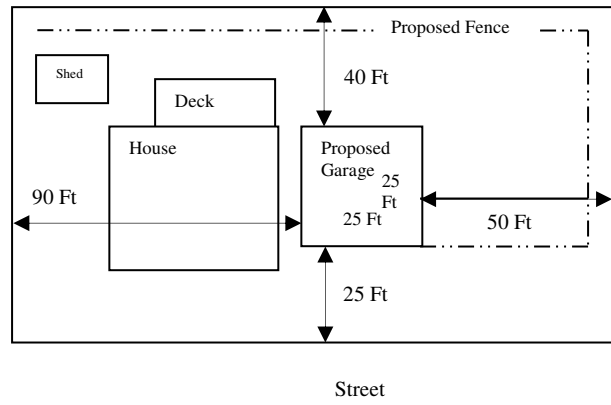 Proposed Fence
Shed
40 Ft
Deck
House
Proposed
Garage
25
Ft
90 Ft
25 Ft
50 Ft
25 Ft
Street